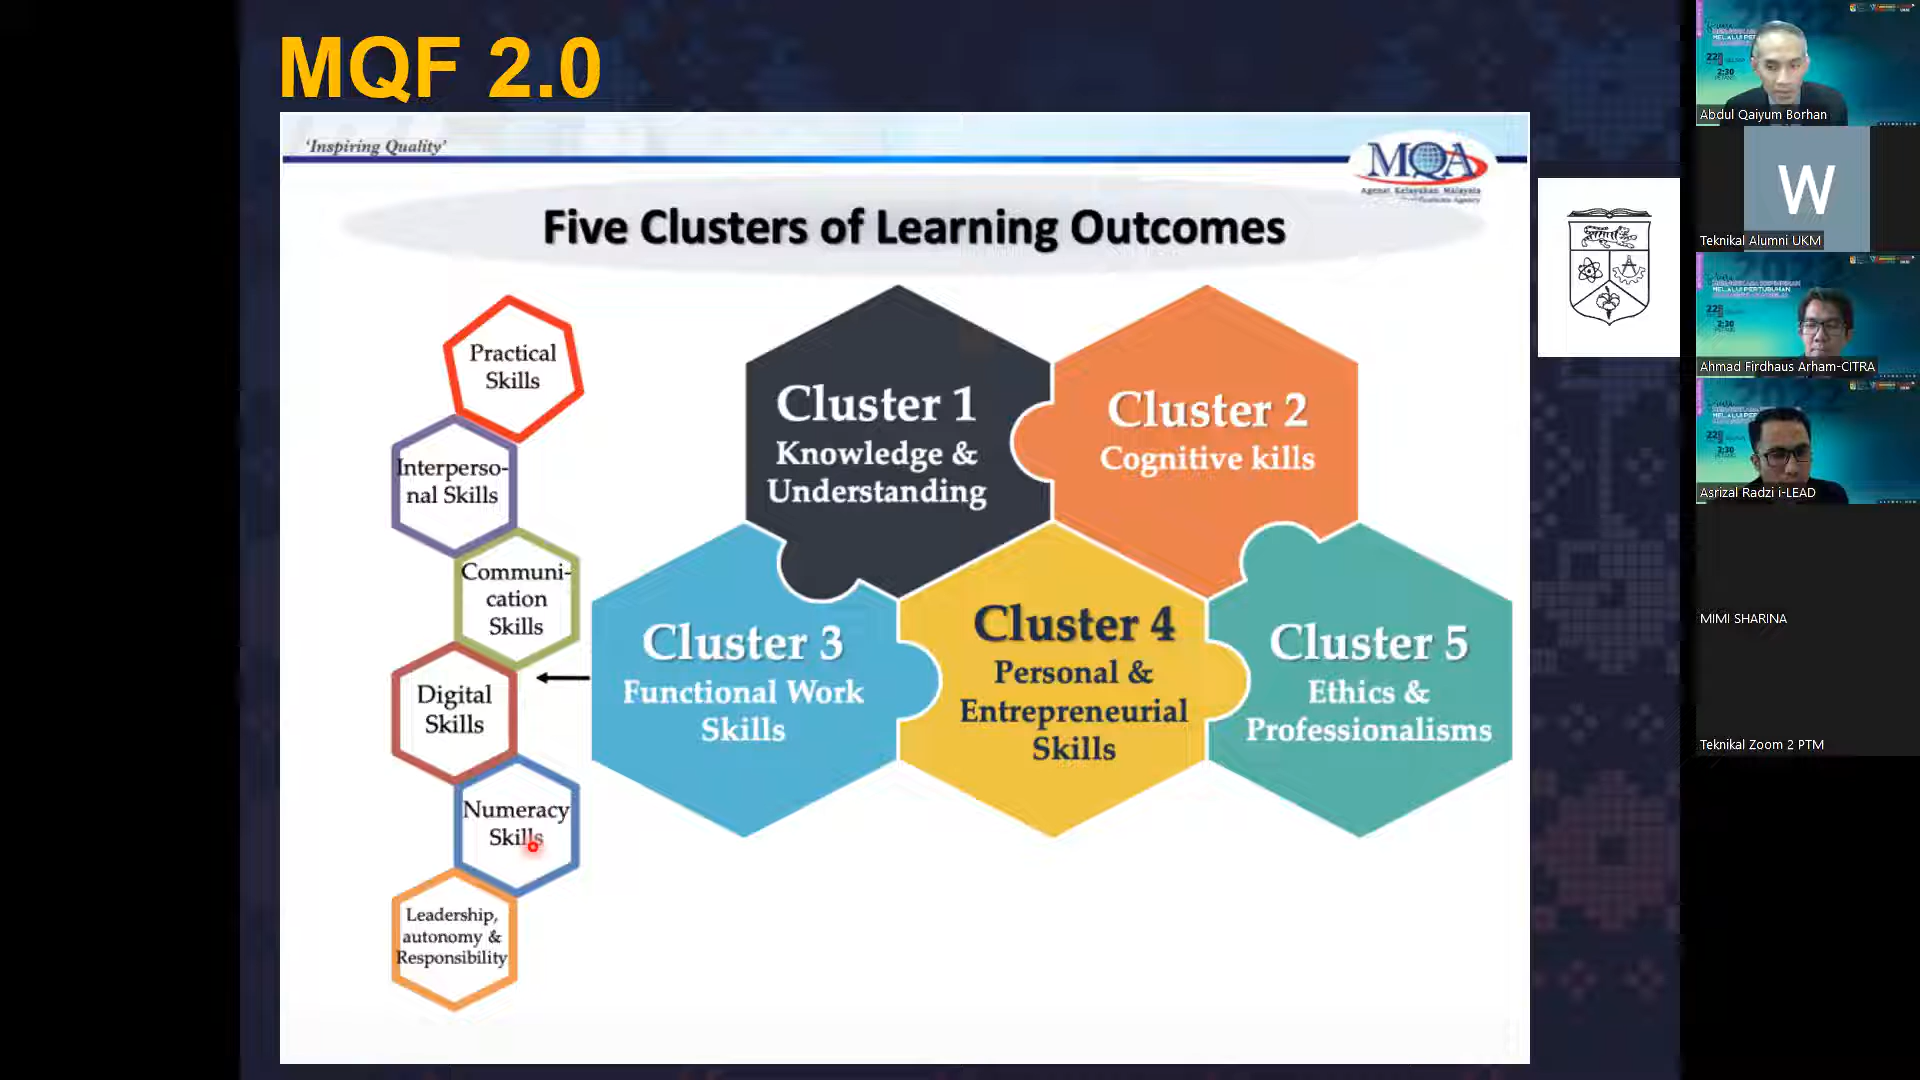 MQF 2.0
'Inspiring Quality'
MQA
Agensi Kelayakan Malaysia
Five Clusters of Learning Outcomes
Practical
Skills
Interperso-
nal Skills
Communi-
cation
Skills
Digital
Skills
Numeracy
Skills
Leadership,
autonomy &
Responsibility
Cluster 1
Knowledge &
Understanding
Cluster 2
Cognitive kills
Cluster 3
Functional Work
Skills
Cluster 4
Personal &
Entrepreneurial
Skills
Cluster 5
Ethics &
Professionalisms
Abdul Qaiyum Borhan
W
Teknikal Alumni UKM
Ahmad Firdhaus Arham-CITRA
Asrizal Radzi i-LEAD
MIMI SHARINA
Teknikal Zoom 2 PTM